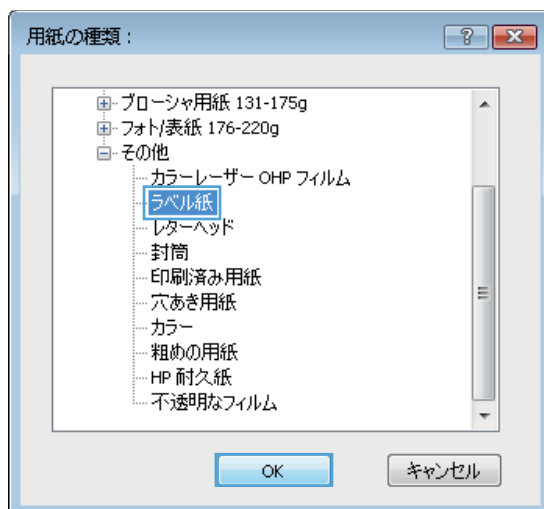 用紙の種類：
ブローシャ用紙 131-175g
フォト/表紙 176-220g
その他
カラーレーザー OHP フィルム
ラベル紙
レターヘッド
封筒
印刷済み用紙
穴あき用紙
カラー
粗めの用紙
HP 耐久紙
不透明なフィルム
OK キャンセル